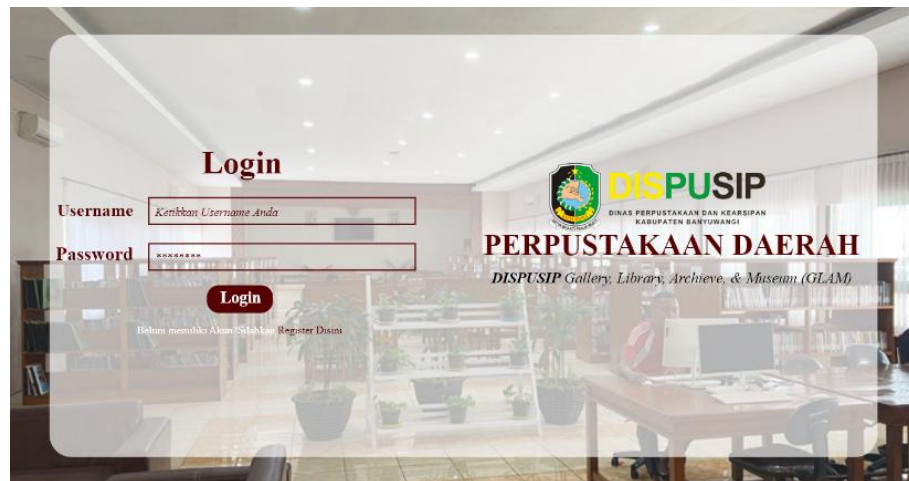 Login
Username
Ketikkan Username Anda
Password
********
Login
Belum memiliki Akun? Silahkan Register Disini
DISPUSIP
DINAS PERPUSTAKAAN DAN KEARSIPAN
KABUPATEN BANYUWANGI
PERPUSTAKAAN DAERAH
DISPUSIP Gallery, Library, Archieve, & Museum (GLAM)